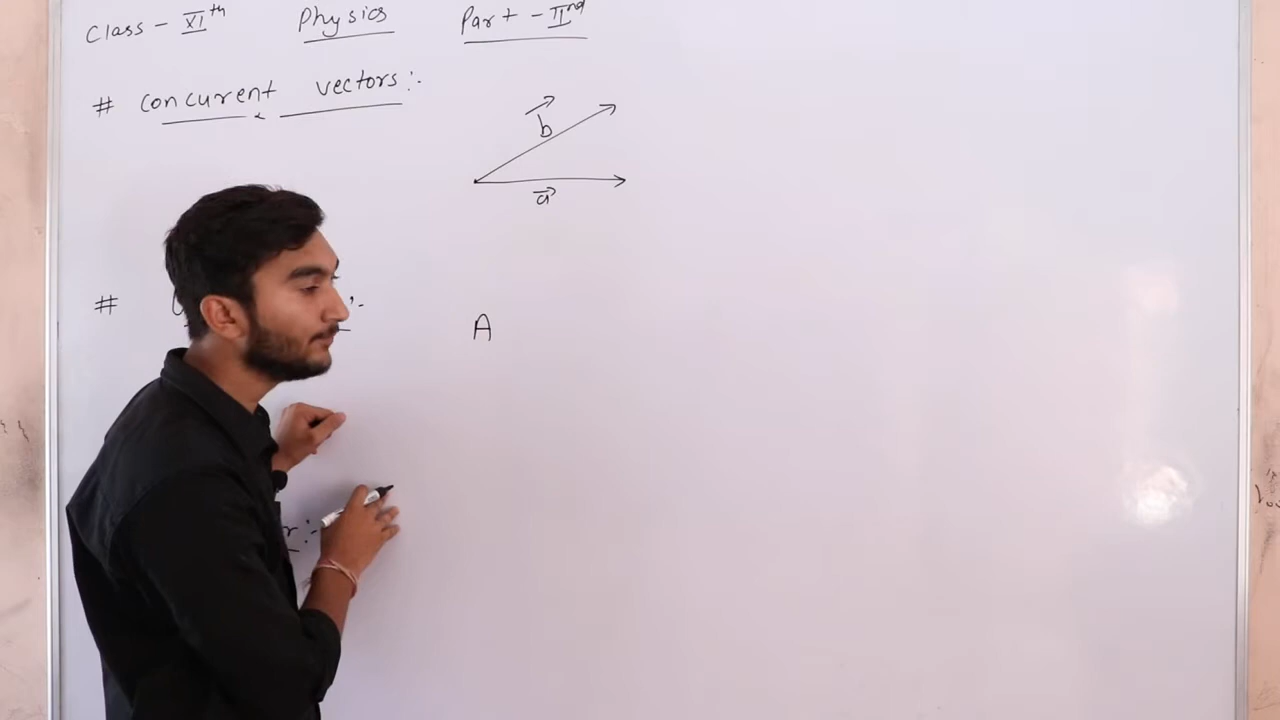 Class - XIth Physics Part - IInd
# Concurent vectors :-
b
a
#
A